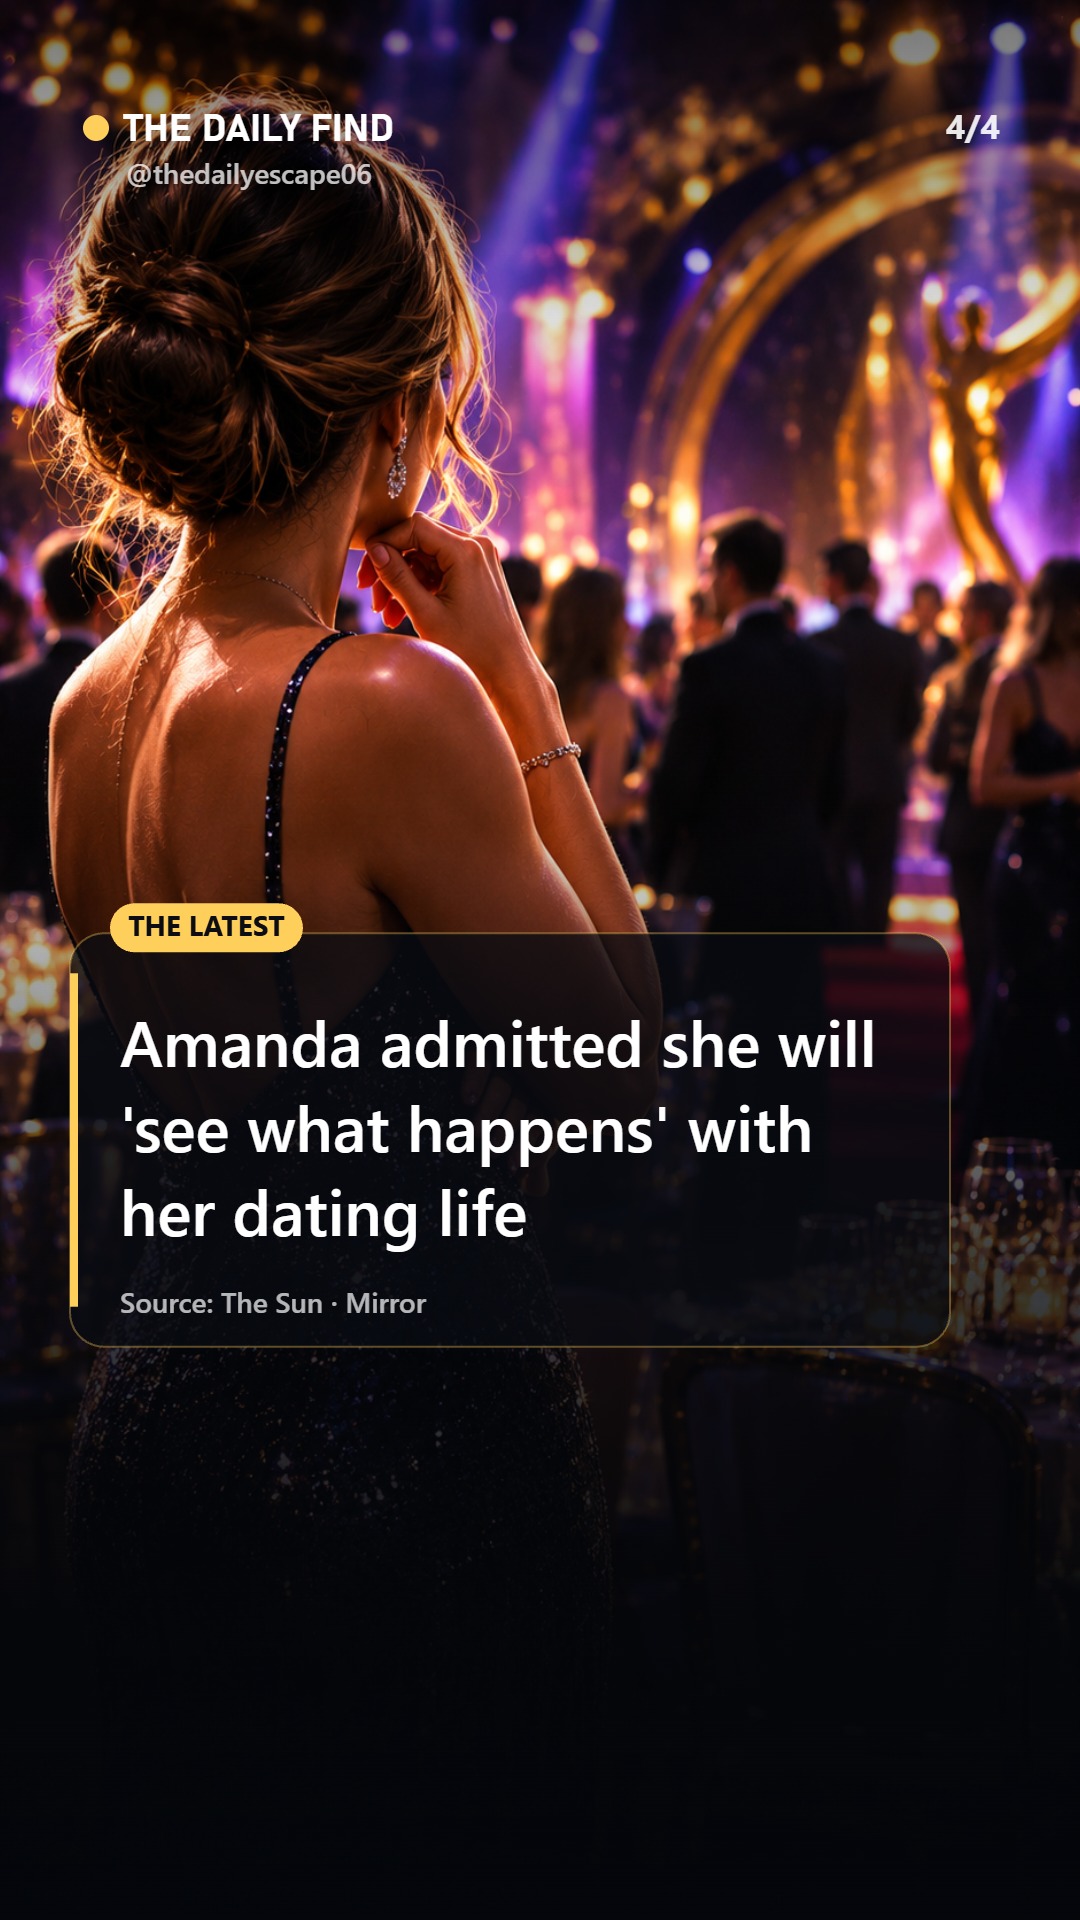 THE DAILY FIND
4/4
@thedailyescape06
THE LATEST
Amanda admitted she will
'see what happens' with
her dating life
Source: The Sun · Mirror